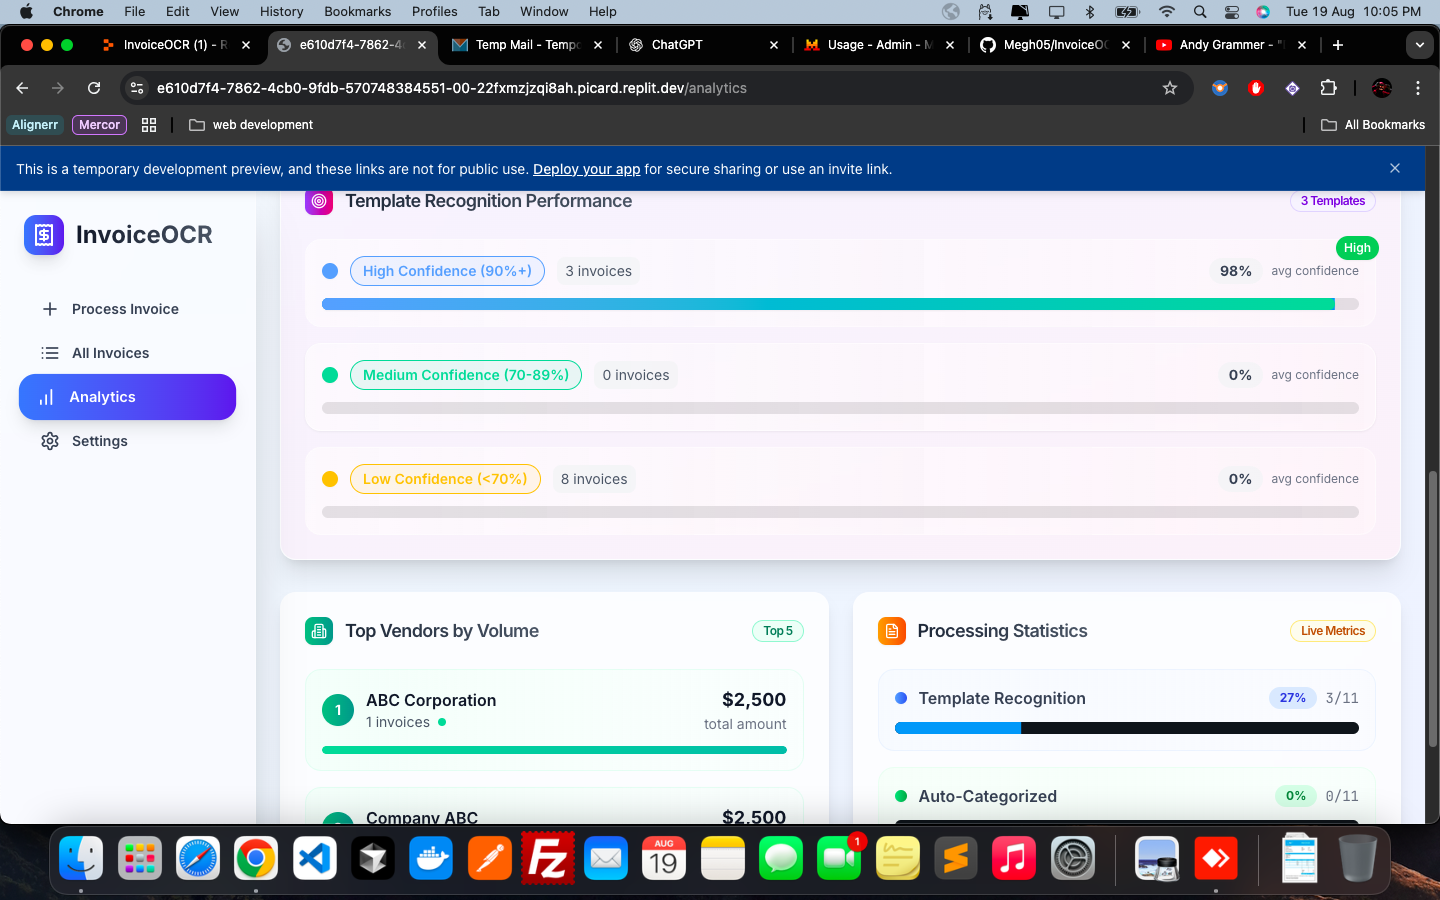 Chrome File Edit View History Bookmarks Profiles Tab Window Help Tue 19 Aug 10:05 PM
InvoiceOCR (1) - R e610d7f4-7862-4 Temp Mail - Tempo ChatGPT Usage - Admin - M Megh05/InvoiceOC Andy Grammer - "
e610d7f4-7862-4cb0-9fdb-570748384551-00-22fxmzjzqi8ah.picard.replit.dev/analytics
Alignerr Mercor web development All Bookmarks
This is a temporary development preview, and these links are not for public use. Deploy your app for secure sharing or use an invite link.
InvoiceOCR
Process Invoice
All Invoices
Analytics
Settings
Template Recognition Performance 3 Templates
High
High Confidence (90%+) 3 invoices 98% avg confidence
Medium Confidence (70-89%) 0 invoices 0% avg confidence
Low Confidence (<70%) 8 invoices 0% avg confidence
Top Vendors by Volume Top 5
1 ABC Corporation $2,500
1 invoices total amount
Company ABC $2,500
Processing Statistics Live Metrics
Template Recognition 27% 3/11
Auto-Categorized 0% 0/11
Fz AUG 19 1